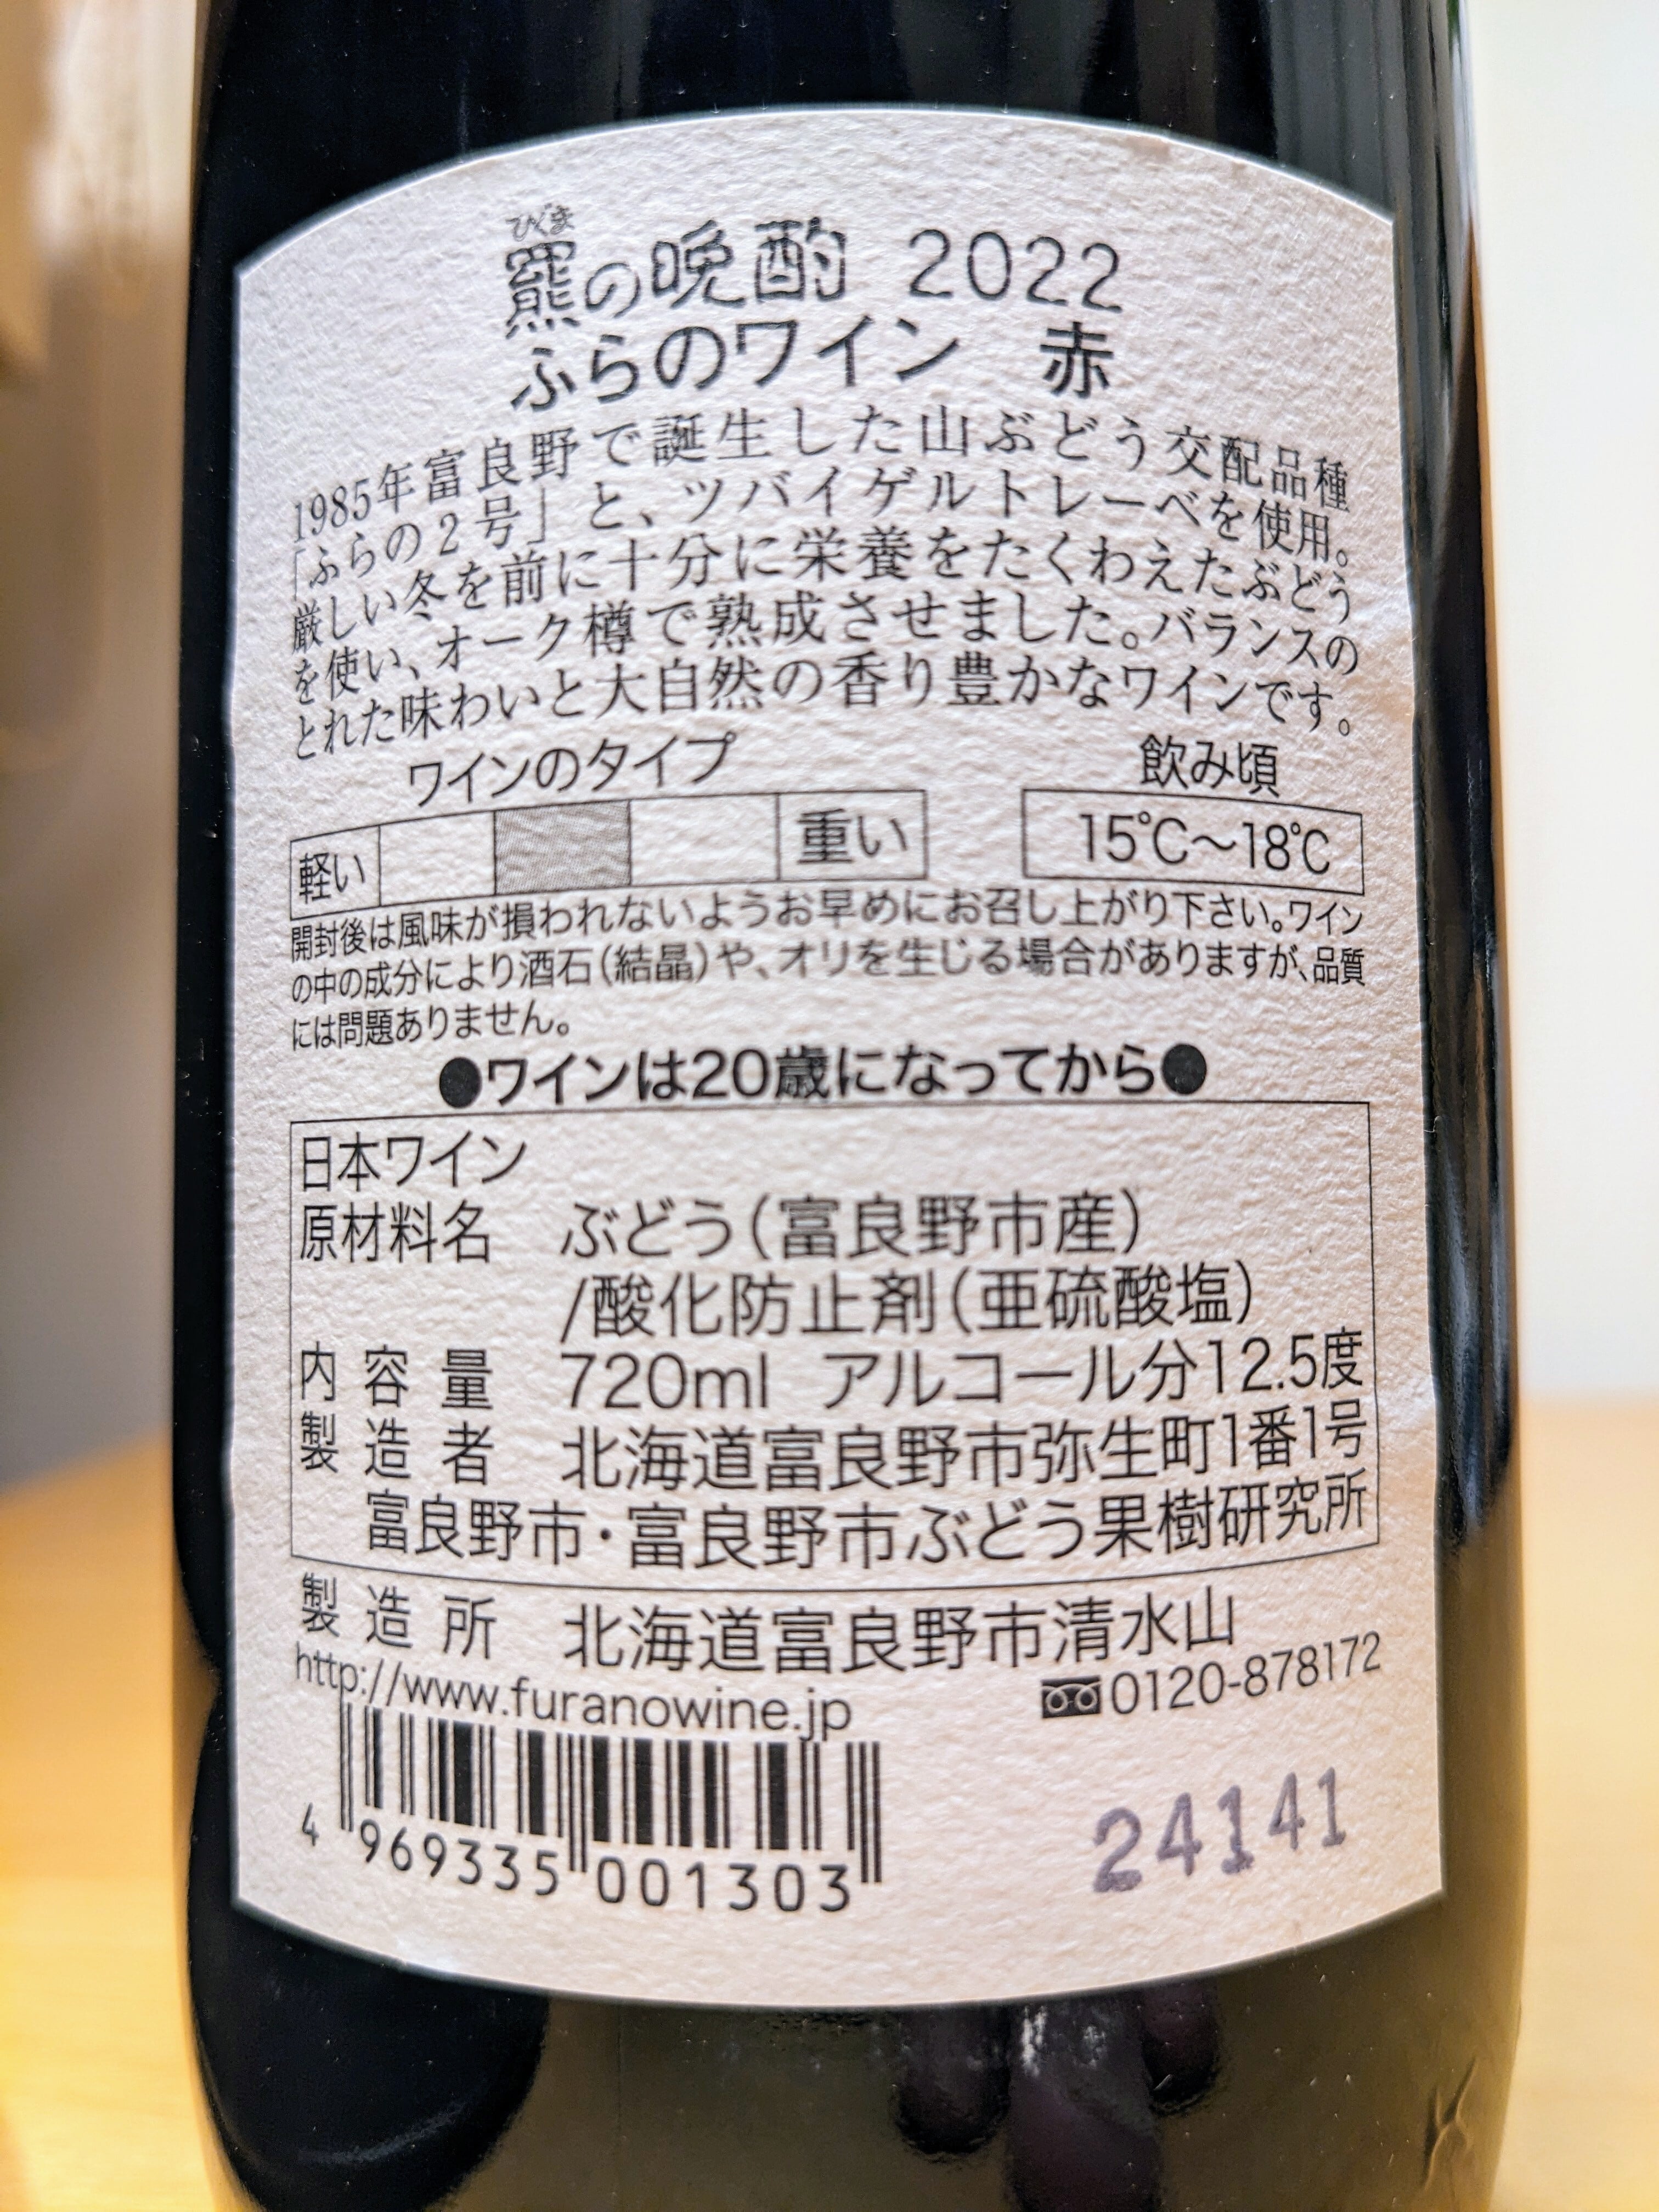 ひぐま
羆の晩酌 2022
ふらのワイン 赤
1985年富良野で誕生した山ぶどう交配品種
「ふらの2号」と、ツバイゲルトレーベを使用。
厳しい冬を前に十分に栄養をたくわえたぶどう
を使い、オーク樽で熟成させました。バランスの
とれた味わいと大自然の香り豊かなワインです。
ワインのタイプ 飲み頃
軽い 重い 15℃～18℃
開封後は風味が損われないようお早めにお召し上がり下さい。ワイン
の中の成分により酒石(結晶)や、オリを生じる場合がありますが、品質
には問題ありません。
●ワインは20歳になってから●
日本ワイン
原材料名 ぶどう(富良野市産)
/酸化防止剤(亜硫酸塩)
内容量 720ml アルコール分12.5度
製造者 北海道富良野市弥生町1番1号
富良野市・富良野市ぶどう果樹研究所
製造所 北海道富良野市清水山
http://www.furanowine.jp 0120-878172
4 969335 001303
24141